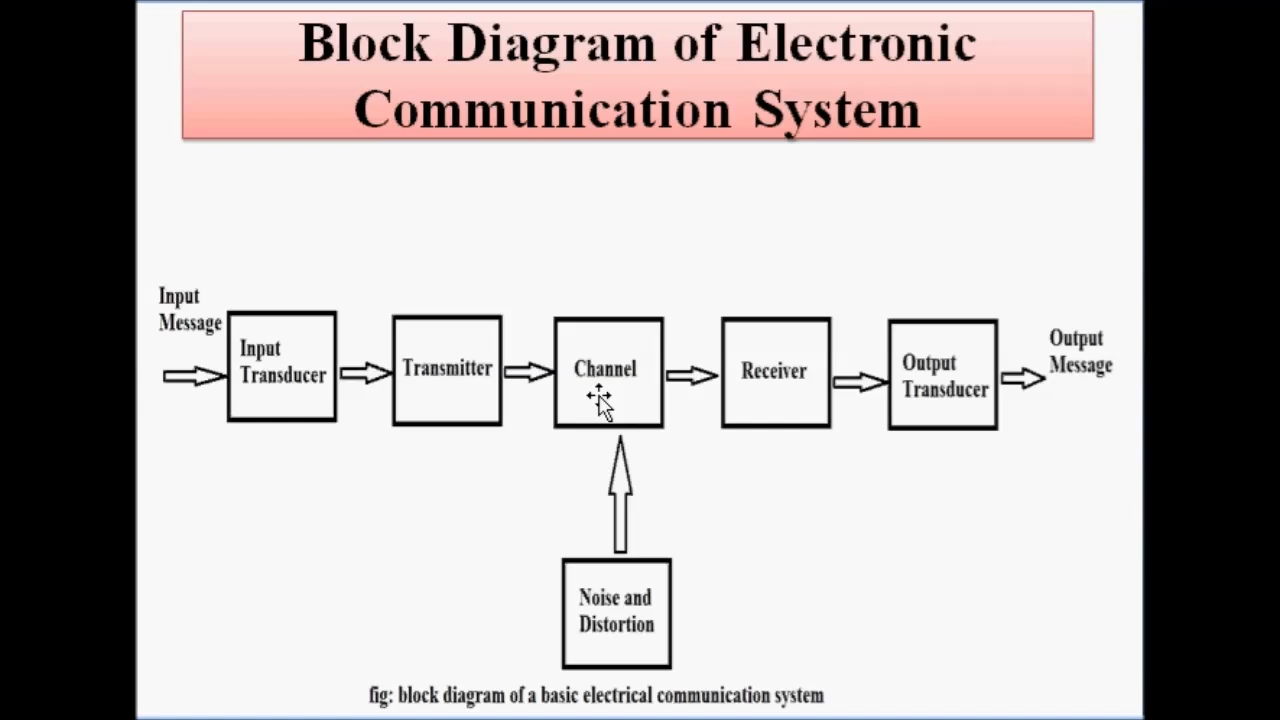 Block Diagram of Electronic
Communication System
Input
Message
Input
Transducer
Transmitter
Channel
Receiver
Output
Transducer
Output
Message
Noise and
Distortion
fig: block diagram of a basic electrical communication system